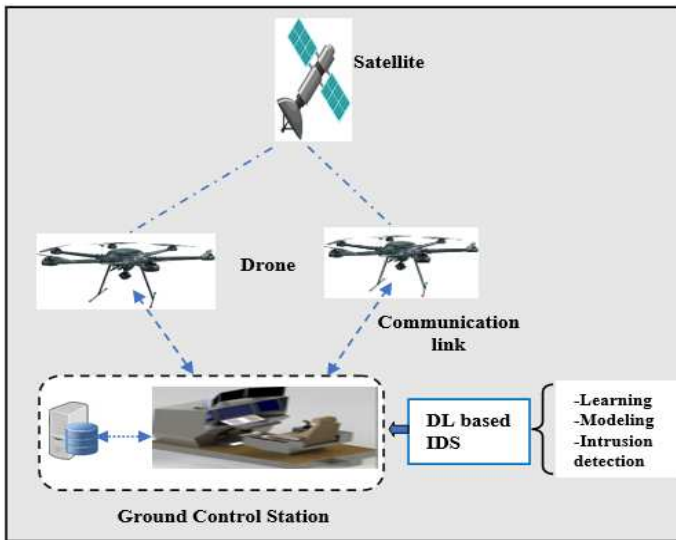 Satellite
Drone
Communication
link
DL based
IDS
-Learning
-Modeling
-Intrusion
detection
Ground Control Station